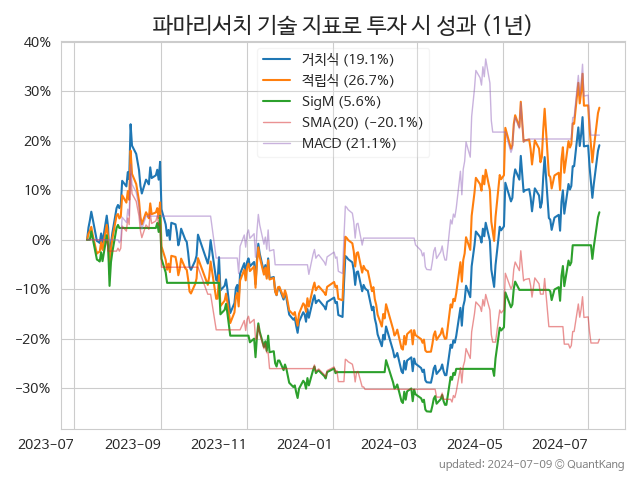 파마리서치 기술 지표로 투자 시 성과 (1년)
거치식 (19.1%)
적립식 (26.7%)
SigM (5.6%)
SMA(20) (−20.1%)
MACD (21.1%)
40%
30%
20%
10%
0%
−10%
−20%
−30%
2023-07 2023-09 2023-11 2024-01 2024-03 2024-05 2024-07
updated: 2024-07-09 © QuantKang